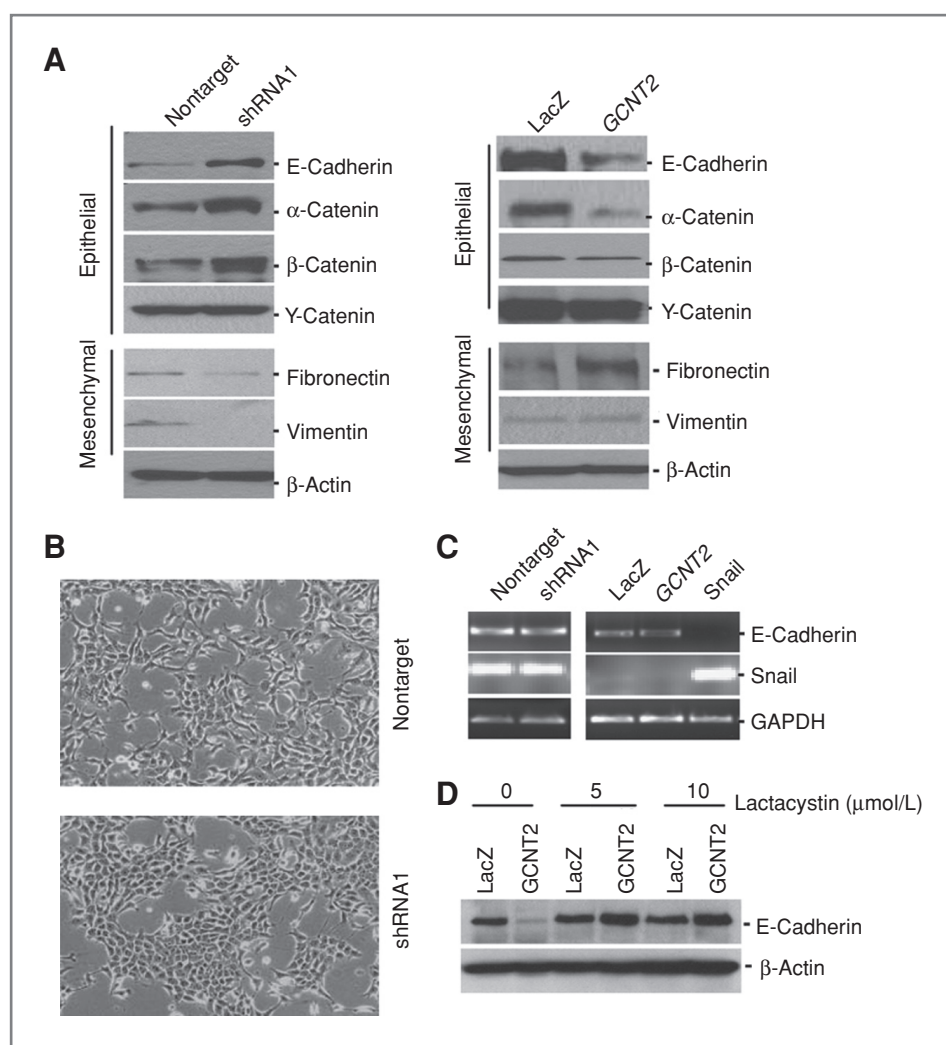 A
Nontarget
shRNA1
Epithelial
E-Cadherin
α-Catenin
β-Catenin
Y-Catenin
Mesenchymal
Fibronectin
Vimentin
β-Actin
LacZ
GCNT2
Epithelial
E-Cadherin
α-Catenin
β-Catenin
Y-Catenin
Mesenchymal
Fibronectin
Vimentin
β-Actin
B
Nontarget
shRNA1
C
Nontarget
shRNA1
LacZ
GCNT2
Snail
E-Cadherin
Snail
GAPDH
D
0 5 10 Lactacystin (μmol/L)
LacZ GCNT2 LacZ GCNT2 LacZ GCNT2
E-Cadherin
β-Actin